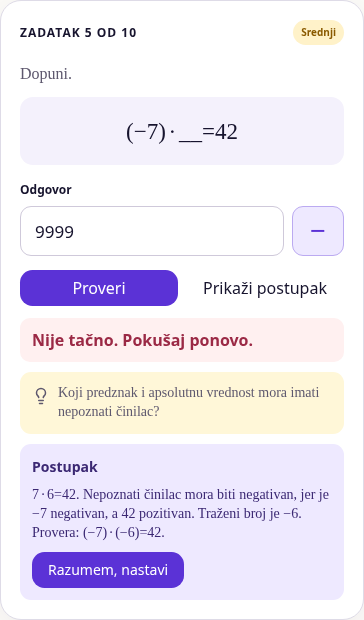 ZADATAK 5 OD 10
Srednji
Dopuni.
(−7) · __=42
Odgovor
9999
−
Proveri
Prikaži postupak
Nije tačno. Pokušaj ponovo.
Koji predznak i apsolutnu vrednost mora imati
nepoznati činilac?
Postupak
7 · 6=42. Nepoznati činilac mora biti negativan, jer je
−7 negativan, a 42 pozitivan. Traženi broj je −6.
Provera: (−7) · (−6)=42.
Razumem, nastavi